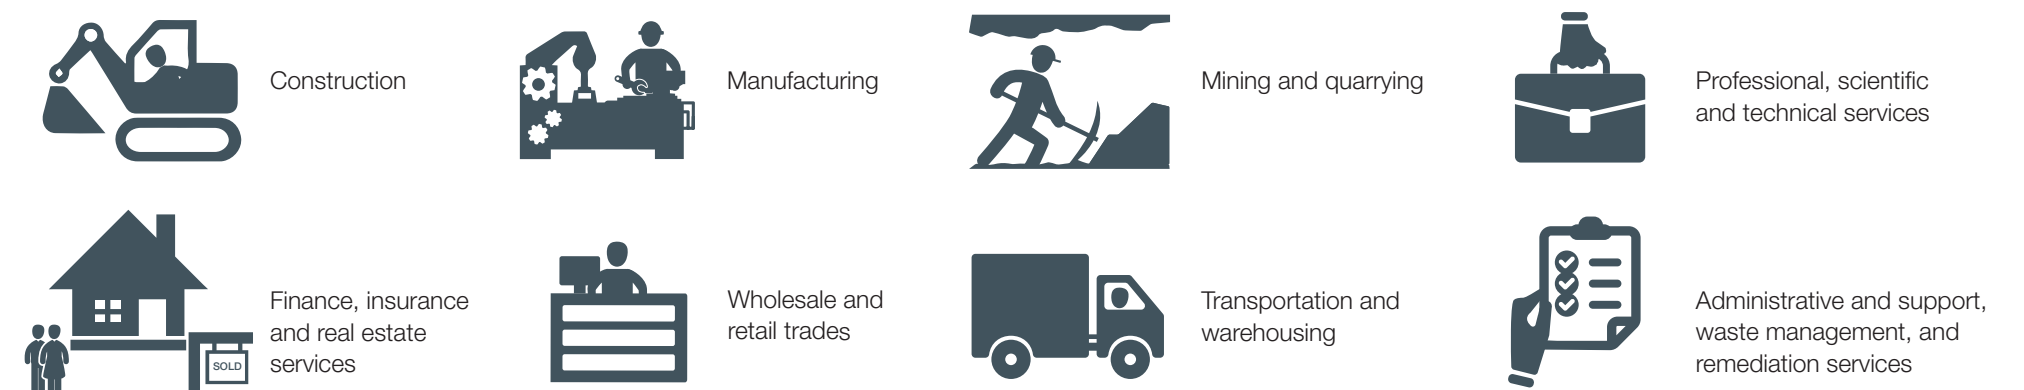 Construction
Manufacturing
Mining and quarrying
Professional, scientific
and technical services
Finance, insurance
and real estate
services
SOLD
Wholesale and
retail trades
Transportation and
warehousing
Administrative and support,
waste management, and
remediation services